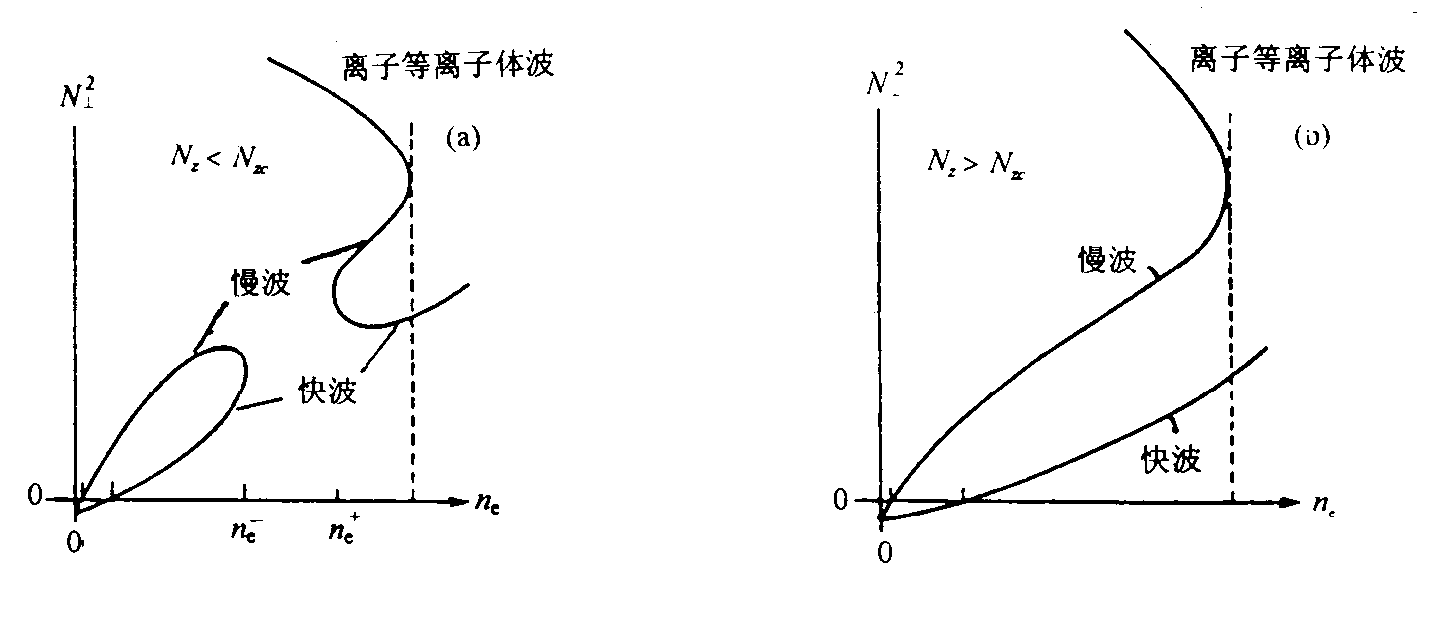 离子等离子体波
N⊥²
(a)
N_z < N_zc
慢波
快波
0
n_e
n_e⁻
n_e⁺
0
离子等离子体波
N²
(b)
N_z > N_zc
慢波
快波
0
n_e
0